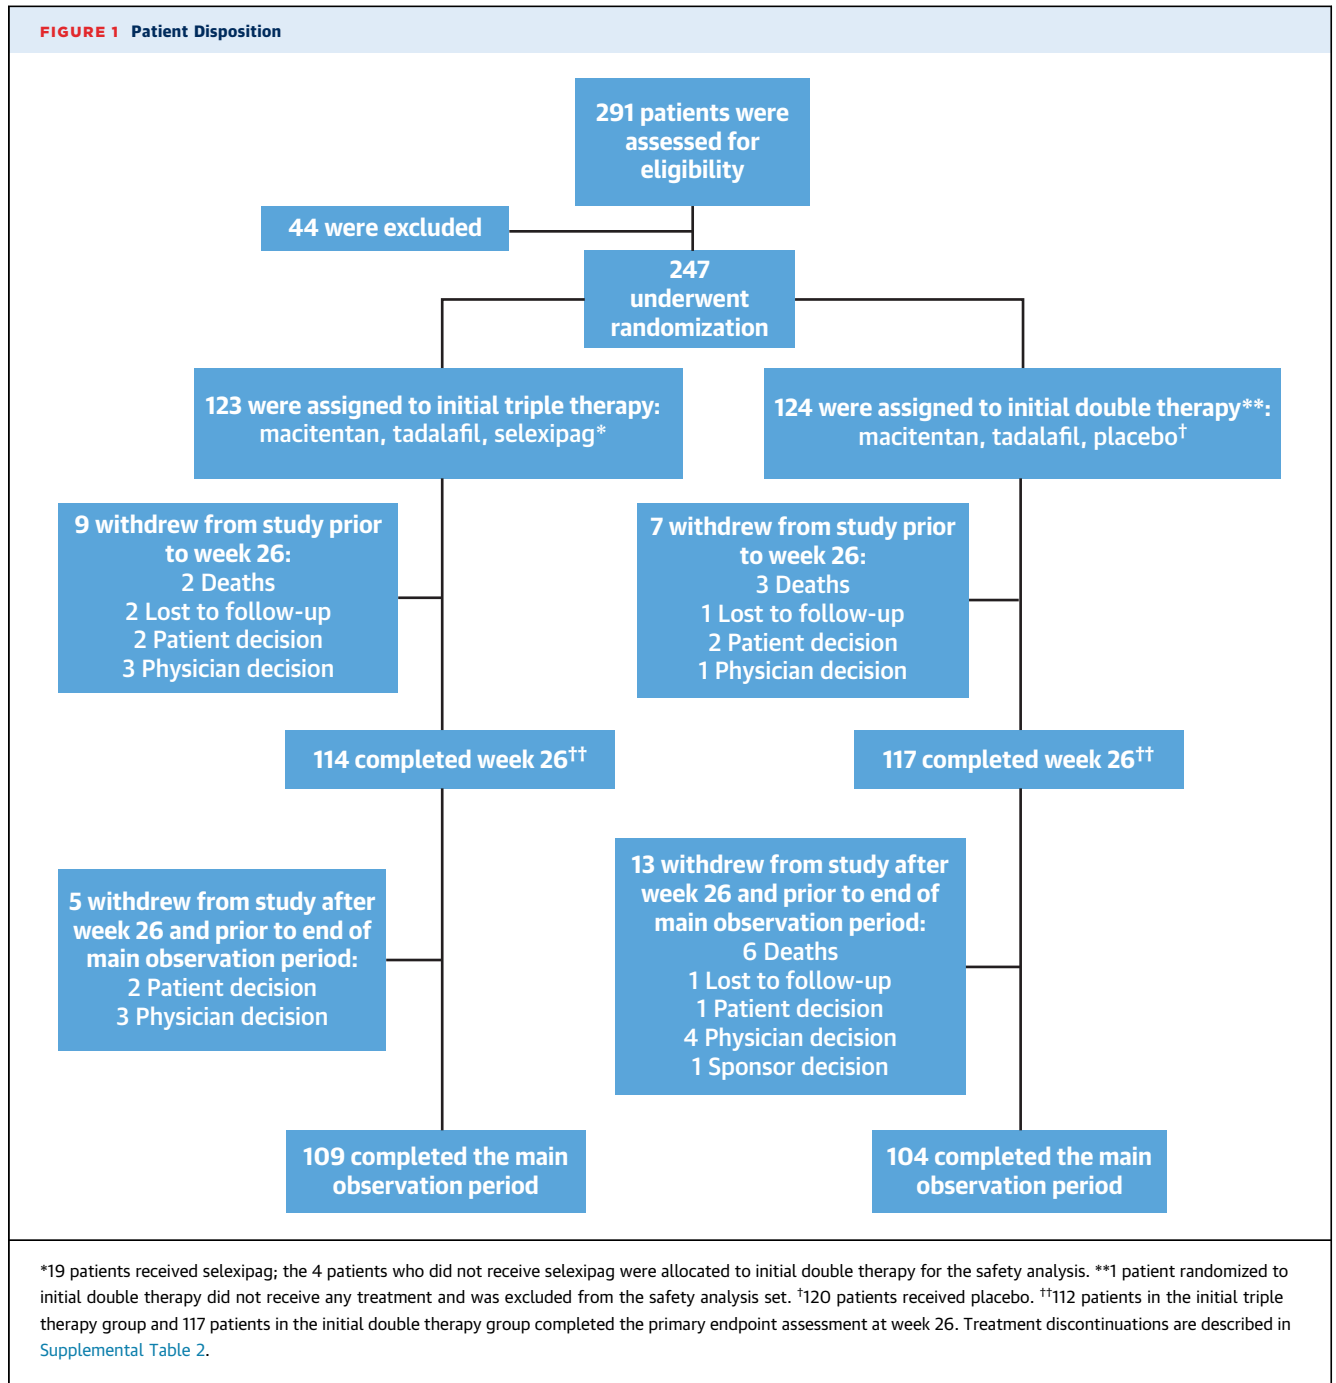 FIGURE 1 Patient Disposition
291 patients were
assessed for
eligibility
44 were excluded
247
underwent
randomization
123 were assigned to initial triple therapy:
macitentan, tadalafil, selexipag*
124 were assigned to initial double therapy**:
macitentan, tadalafil, placebo†
9 withdrew from study prior
to week 26:
2 Deaths
2 Lost to follow-up
2 Patient decision
3 Physician decision
7 withdrew from study prior
to week 26:
3 Deaths
1 Lost to follow-up
2 Patient decision
1 Physician decision
114 completed week 26††
117 completed week 26††
5 withdrew from study after
week 26 and prior to end of
main observation period:
2 Patient decision
3 Physician decision
13 withdrew from study after
week 26 and prior to end of
main observation period:
6 Deaths
1 Lost to follow-up
1 Patient decision
4 Physician decision
1 Sponsor decision
109 completed the main
observation period
104 completed the main
observation period
*19 patients received selexipag; the 4 patients who did not receive selexipag were allocated to initial double therapy for the safety analysis. **1 patient randomized to
initial double therapy did not receive any treatment and was excluded from the safety analysis set. †120 patients received placebo. ††112 patients in the initial triple
therapy group and 117 patients in the initial double therapy group completed the primary endpoint assessment at week 26. Treatment discontinuations are described in
Supplemental Table 2.